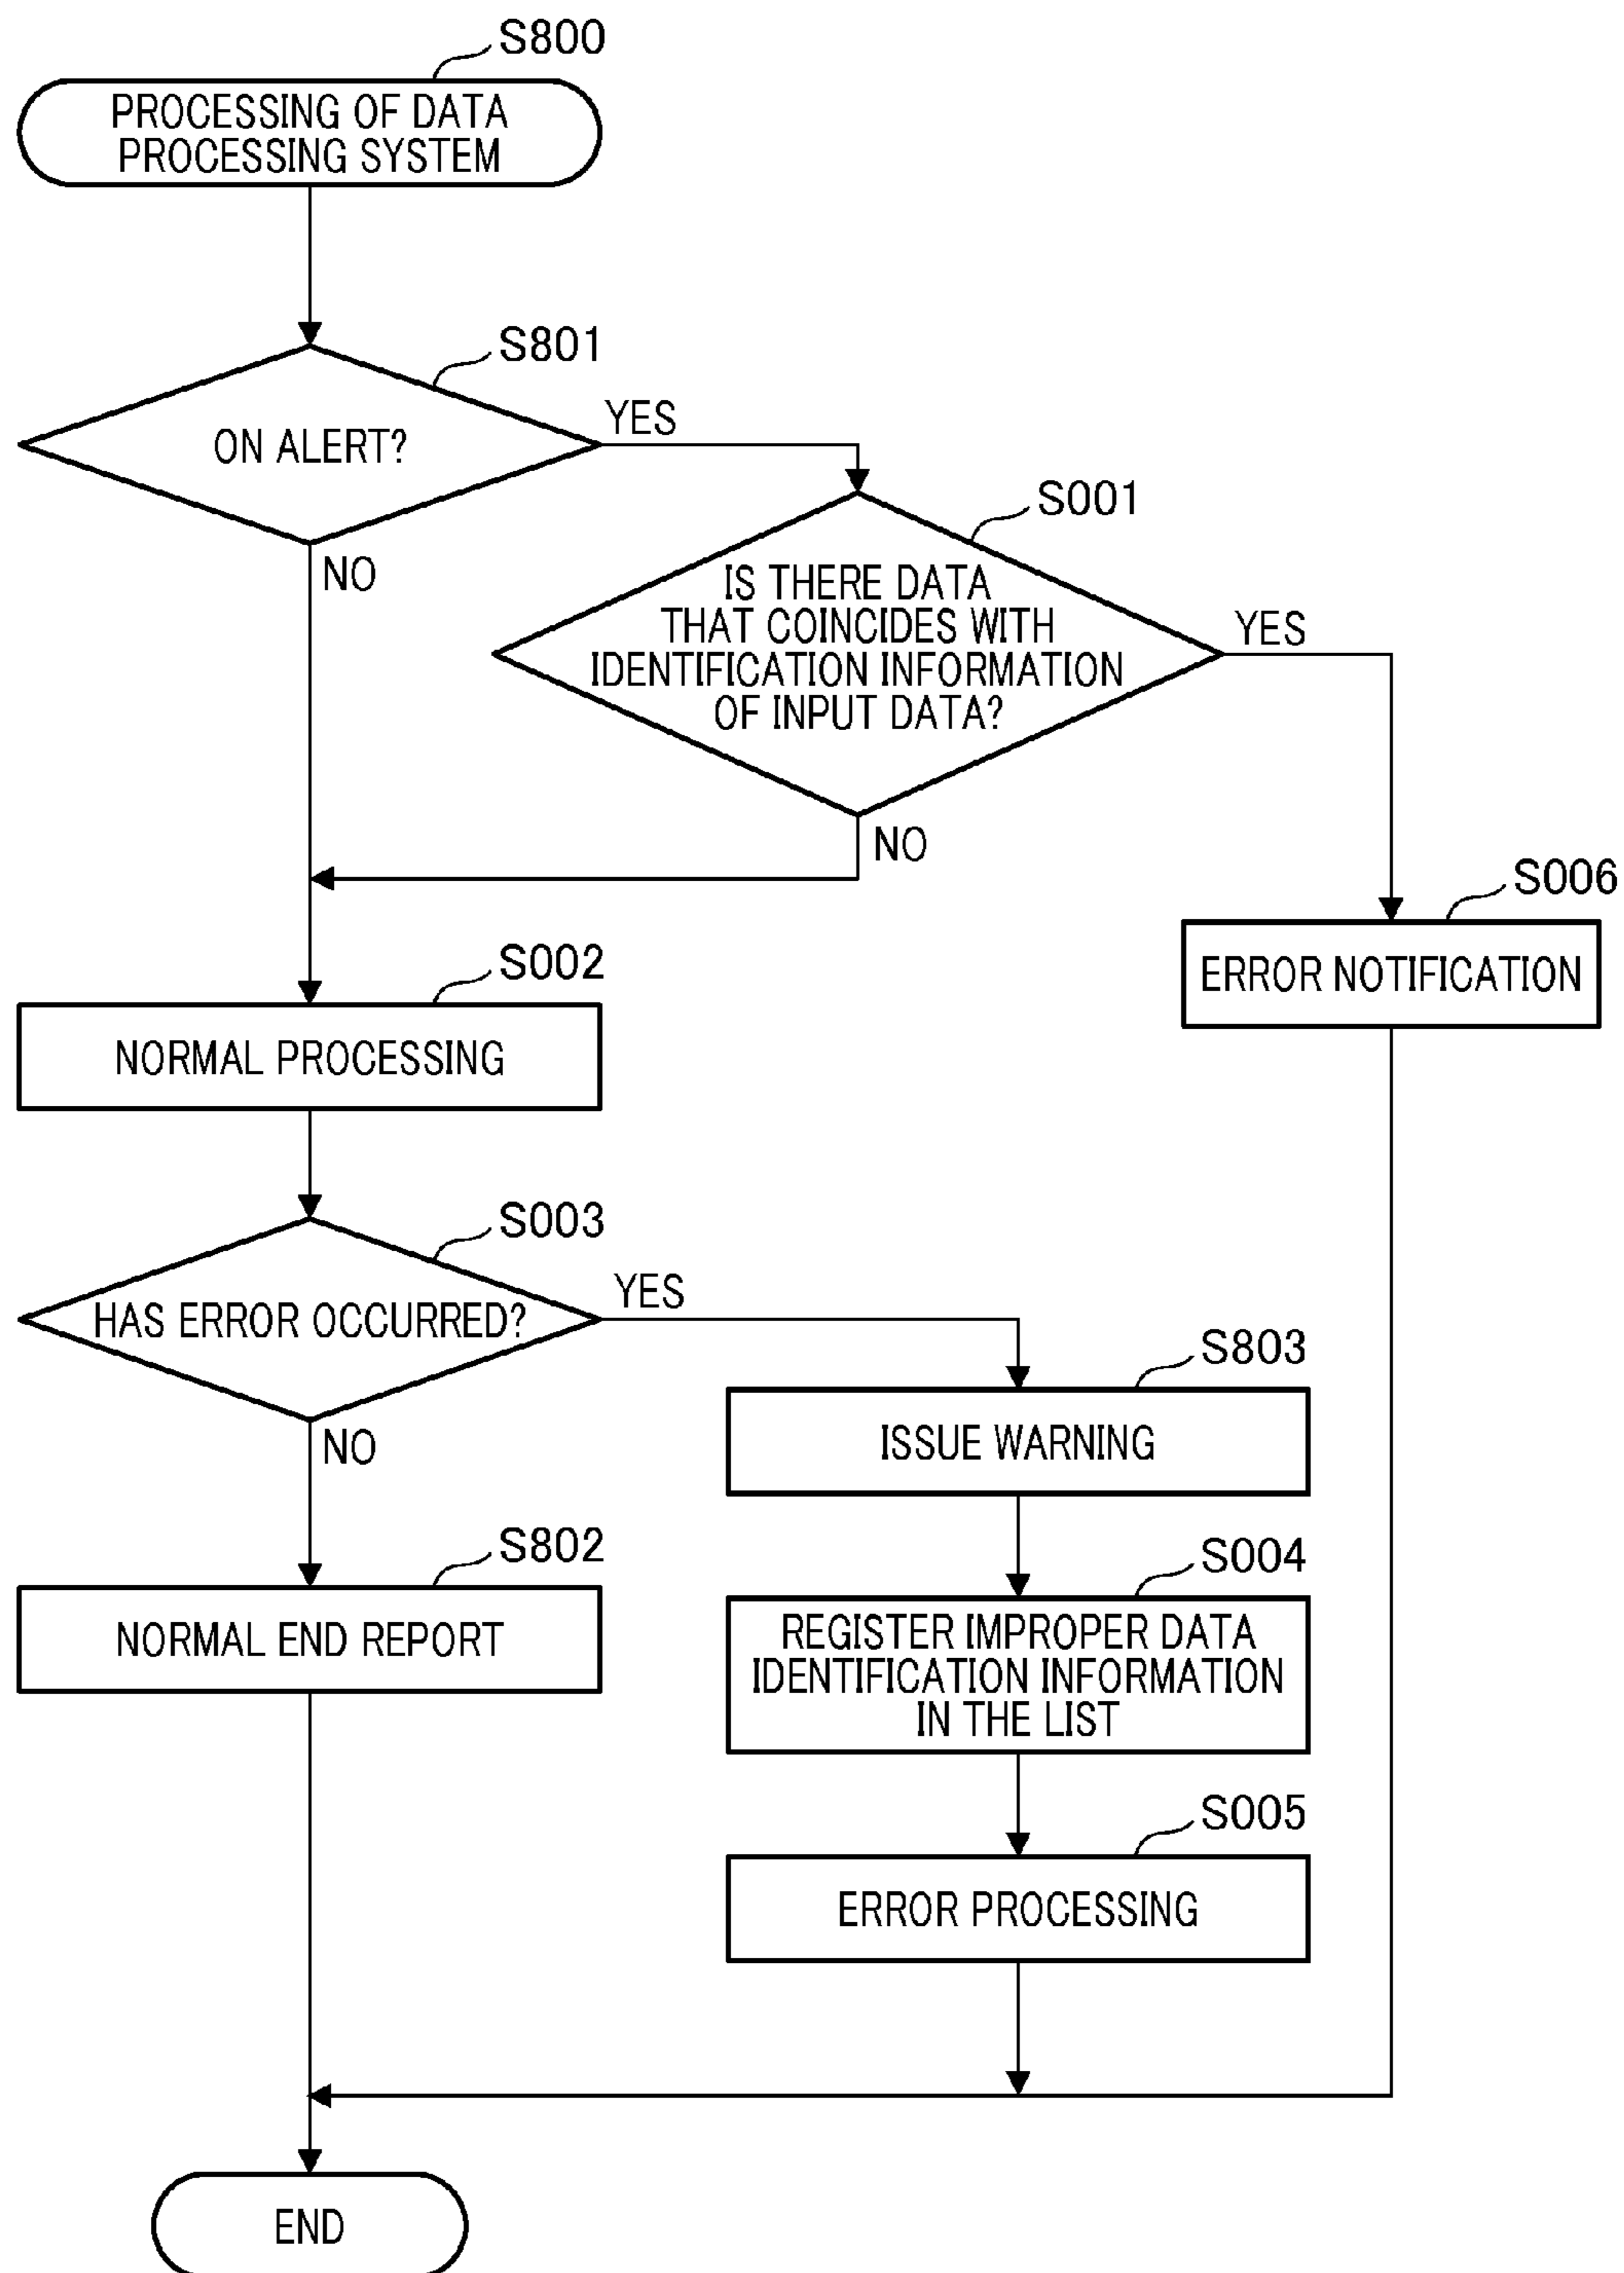 S800
PROCESSING OF DATA
PROCESSING SYSTEM
S801
ON ALERT?
YES
NO
S001
IS THERE DATA
THAT COINCIDES WITH
IDENTIFICATION INFORMATION
OF INPUT DATA?
YES
NO
S006
ERROR NOTIFICATION
S002
NORMAL PROCESSING
S003
HAS ERROR OCCURRED?
YES
NO
S803
ISSUE WARNING
S802
NORMAL END REPORT
S004
REGISTER IMPROPER DATA
IDENTIFICATION INFORMATION
IN THE LIST
S005
ERROR PROCESSING
END